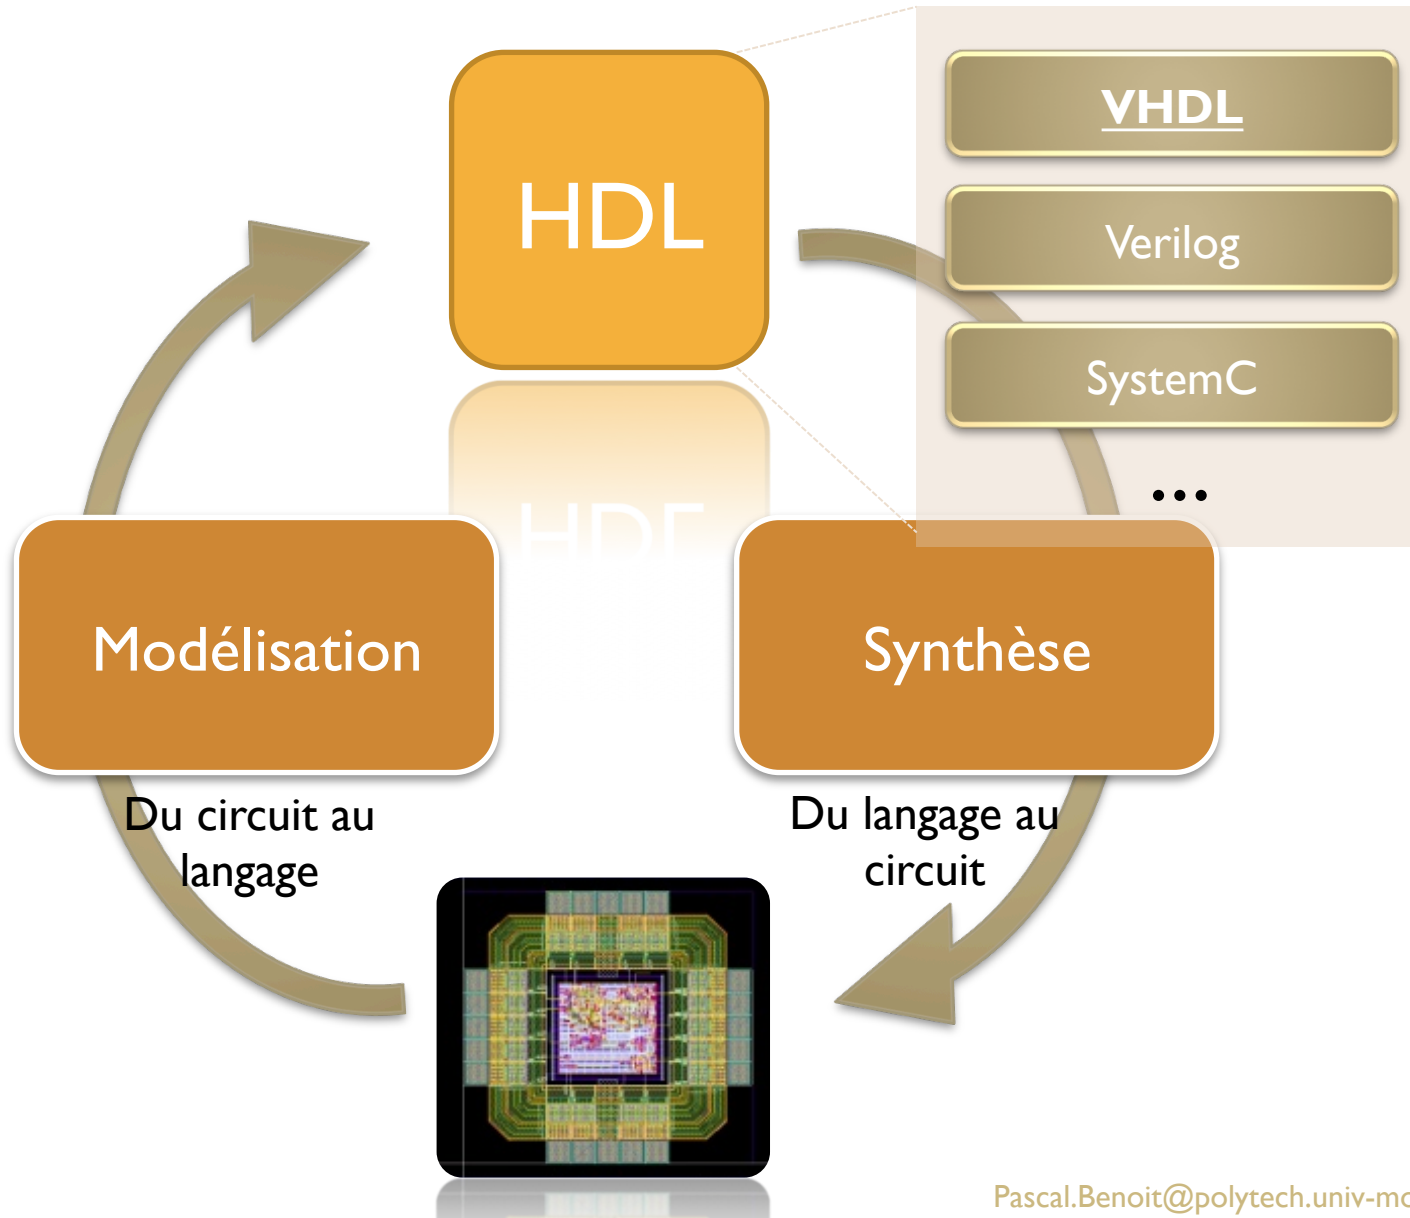 HDL
VHDL
Verilog
SystemC
...
Modélisation
Synthèse
Du circuit au
langage
Du langage au
circuit
Pascal.Benoit@polytech.univ-mo